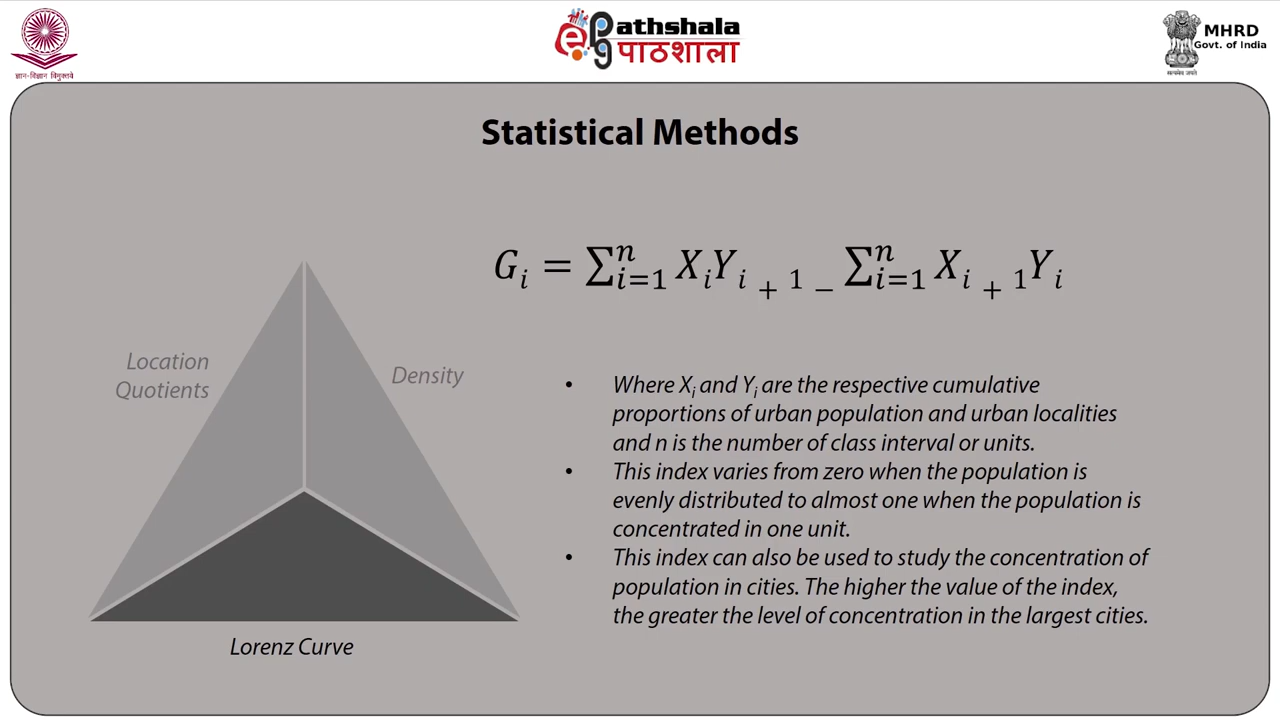 ज्ञान-विज्ञान विमुक्तये
ePathshala
पाठशाला
MHRD
Govt. of India
सत्यमेव जयते
Statistical Methods
G_i = ∑_{i=1}^{n} X_i Y_{i + 1} – ∑_{i=1}^{n} X_{i + 1} Y_i
Location
Quotients
Density
Lorenz Curve
• Where X_i and Y_i are the respective cumulative
proportions of urban population and urban localities
and n is the number of class interval or units.
• This index varies from zero when the population is
evenly distributed to almost one when the population is
concentrated in one unit.
• This index can also be used to study the concentration of
population in cities. The higher the value of the index,
the greater the level of concentration in the largest cities.